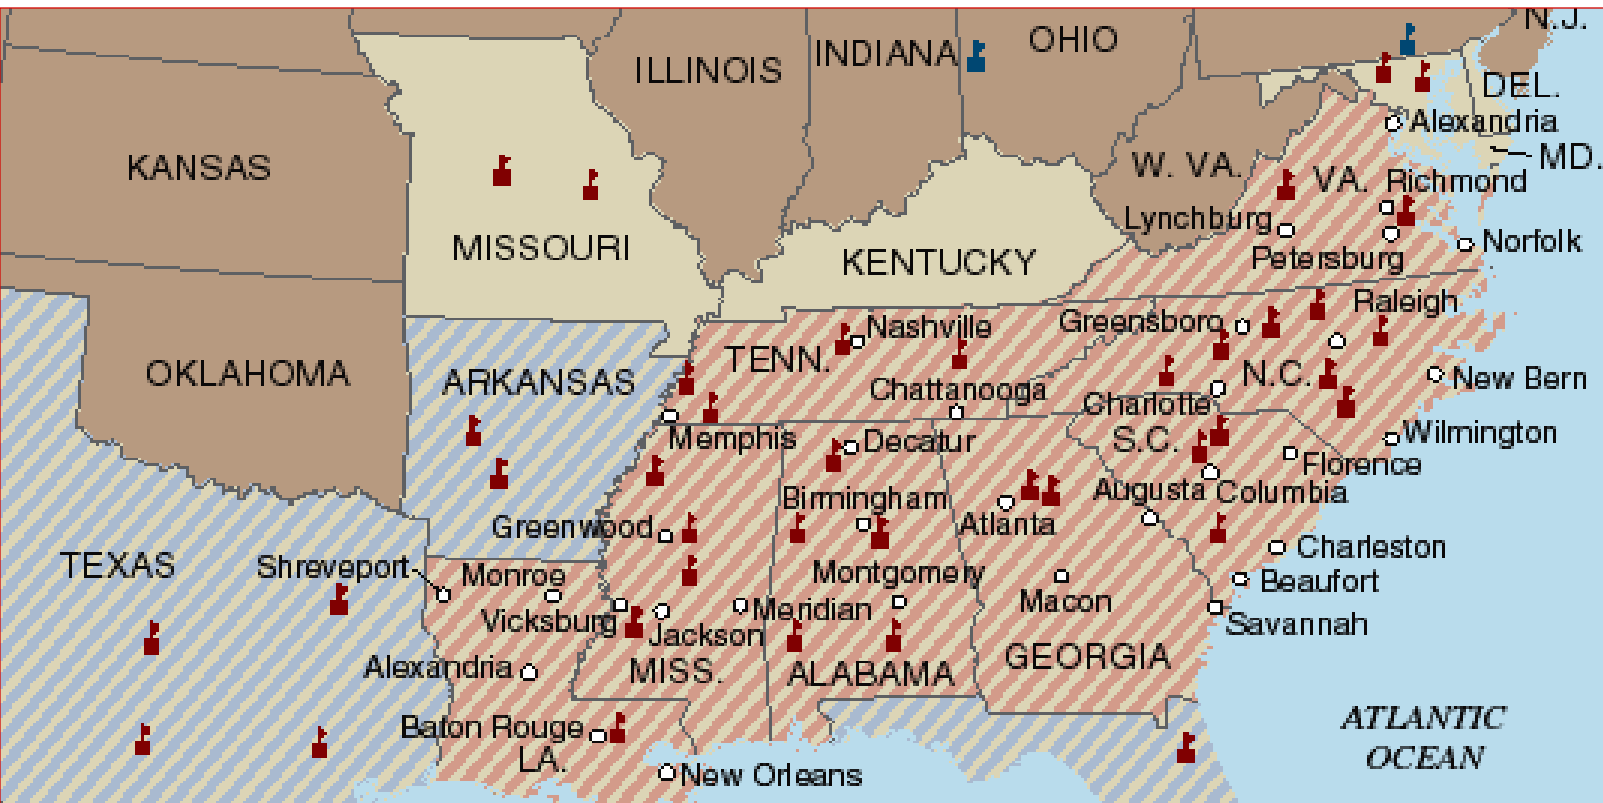 N.J.
OHIO
INDIANA
ILLINOIS
DEL.
Alexandria
MD.
KANSAS
W. VA.
VA.
Richmond
Lynchburg
Norfolk
MISSOURI
KENTUCKY
Petersburg
Raleigh
Greensboro
Nashville
TENN.
OKLAHOMA
ARKANSAS
N.C.
New Bern
Chattanooga
Charlotte
Memphis
Decatur
S.C.
Wilmington
Florence
Birmingham
Augusta
Columbia
Greenwood
Atlanta
Charleston
TEXAS
Shreveport
Monroe
Montgomery
Beaufort
Macon
Meridian
Vicksburg
Jackson
Savannah
Alexandria
MISS.
ALABAMA
GEORGIA
Baton Rouge
LA.
New Orleans
ATLANTIC
OCEAN